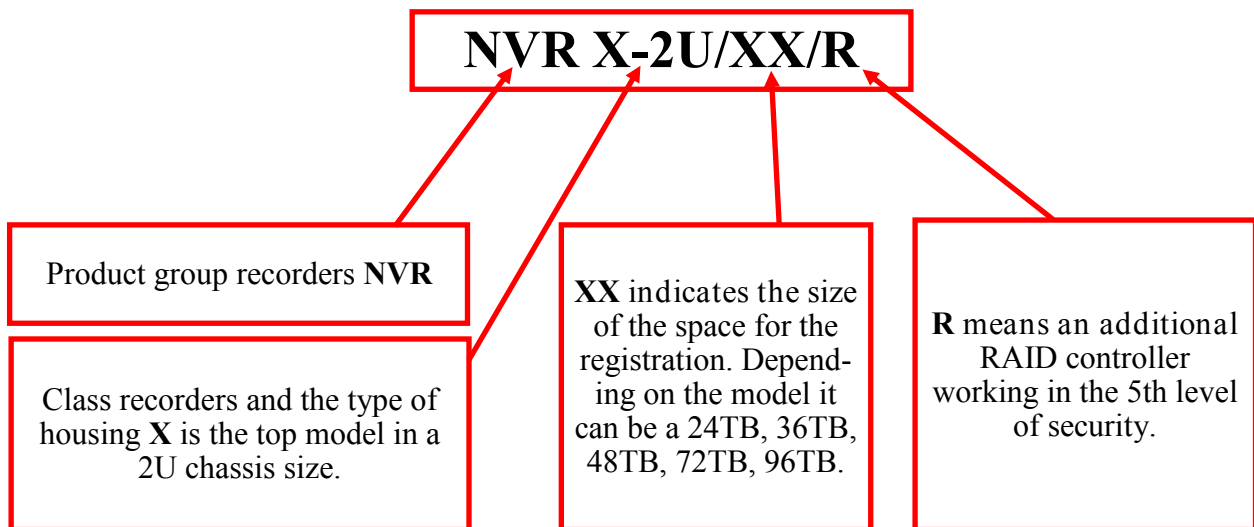 NVR X-2U/XX/R
Product group recorders NVR
Class recorders and the type of
housing X is the top model in a
2U chassis size.
XX indicates the size
of the space for the
registration. Depend-
ing on the model it
can be a 24TB, 36TB,
48TB, 72TB, 96TB.
R means an additional
RAID controller
working in the 5th level
of security.